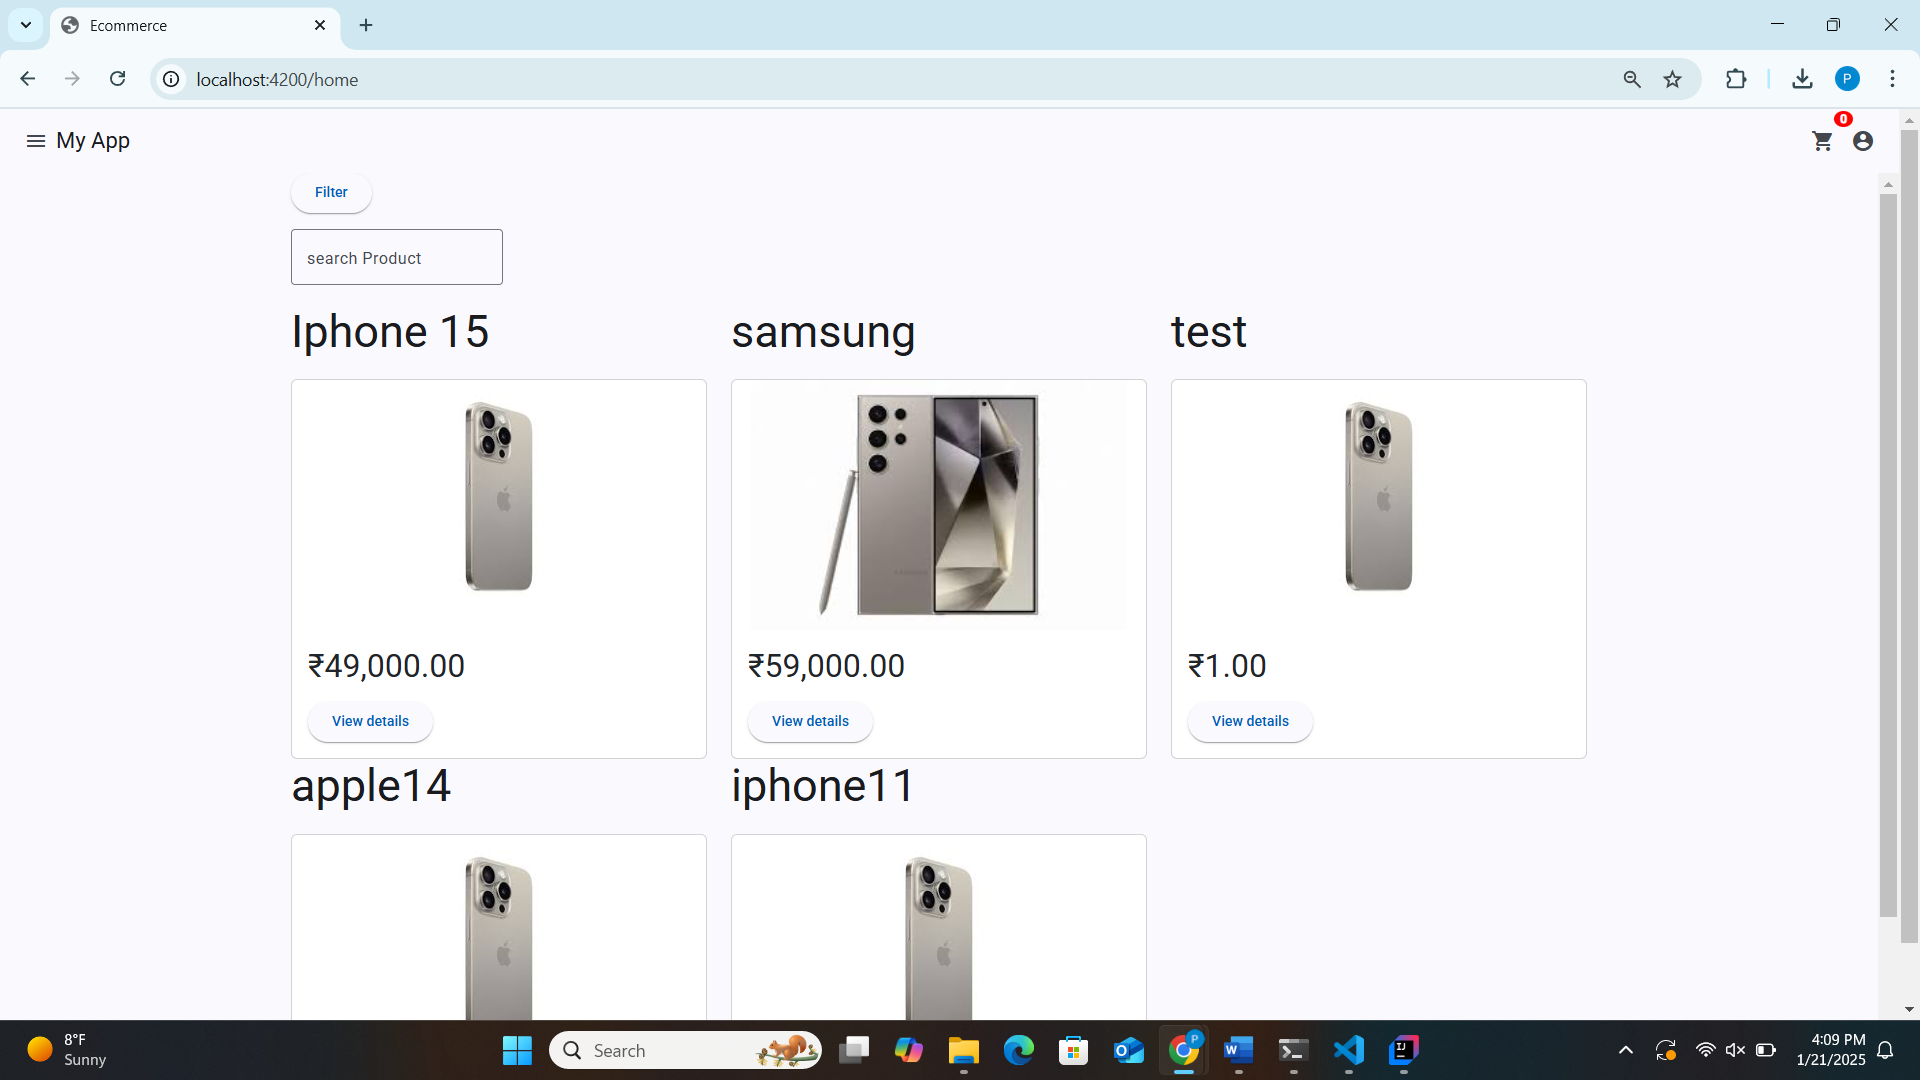 Ecommerce
localhost:4200/home
P
My App
0
Filter
search Product
Iphone 15
samsung
test
₹49,000.00
₹59,000.00
₹1.00
View details
View details
View details
apple14
iphone11
8°F
Sunny
Search
P
4:09 PM
1/21/2025